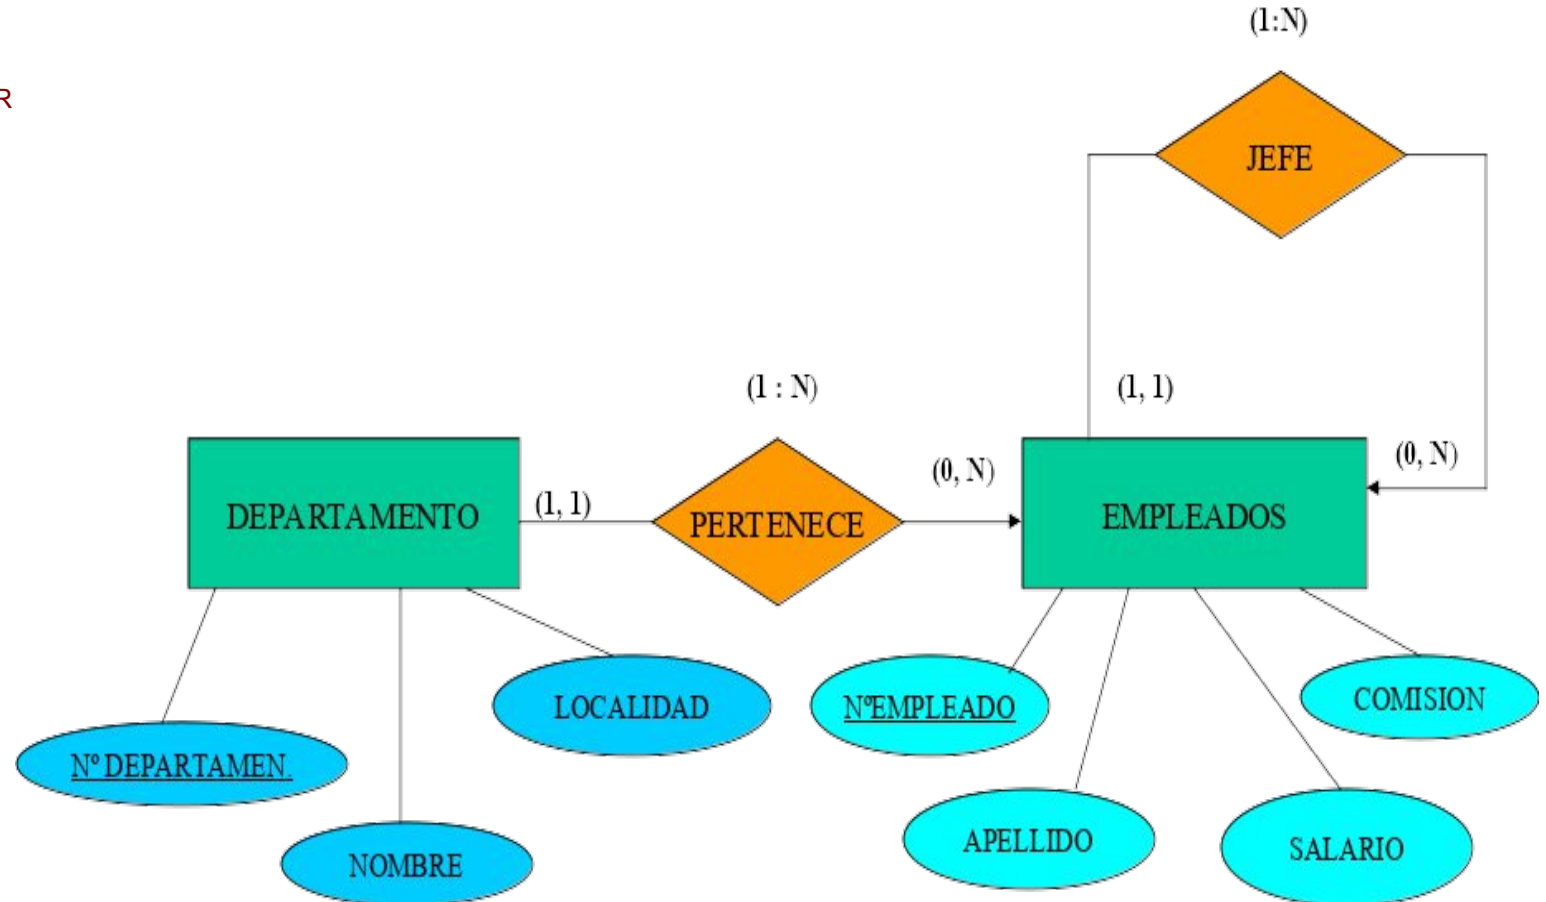 (1:N)
R
JEFE
(1 : N)
(1, 1)
(0, N)
(0, N)
(1, 1)
DEPARTAMENTO
PERTENECE
EMPLEADOS
LOCALIDAD
NºEMPLEADO
COMISION
Nº DEPARTAMEN.
APELLIDO
SALARIO
NOMBRE